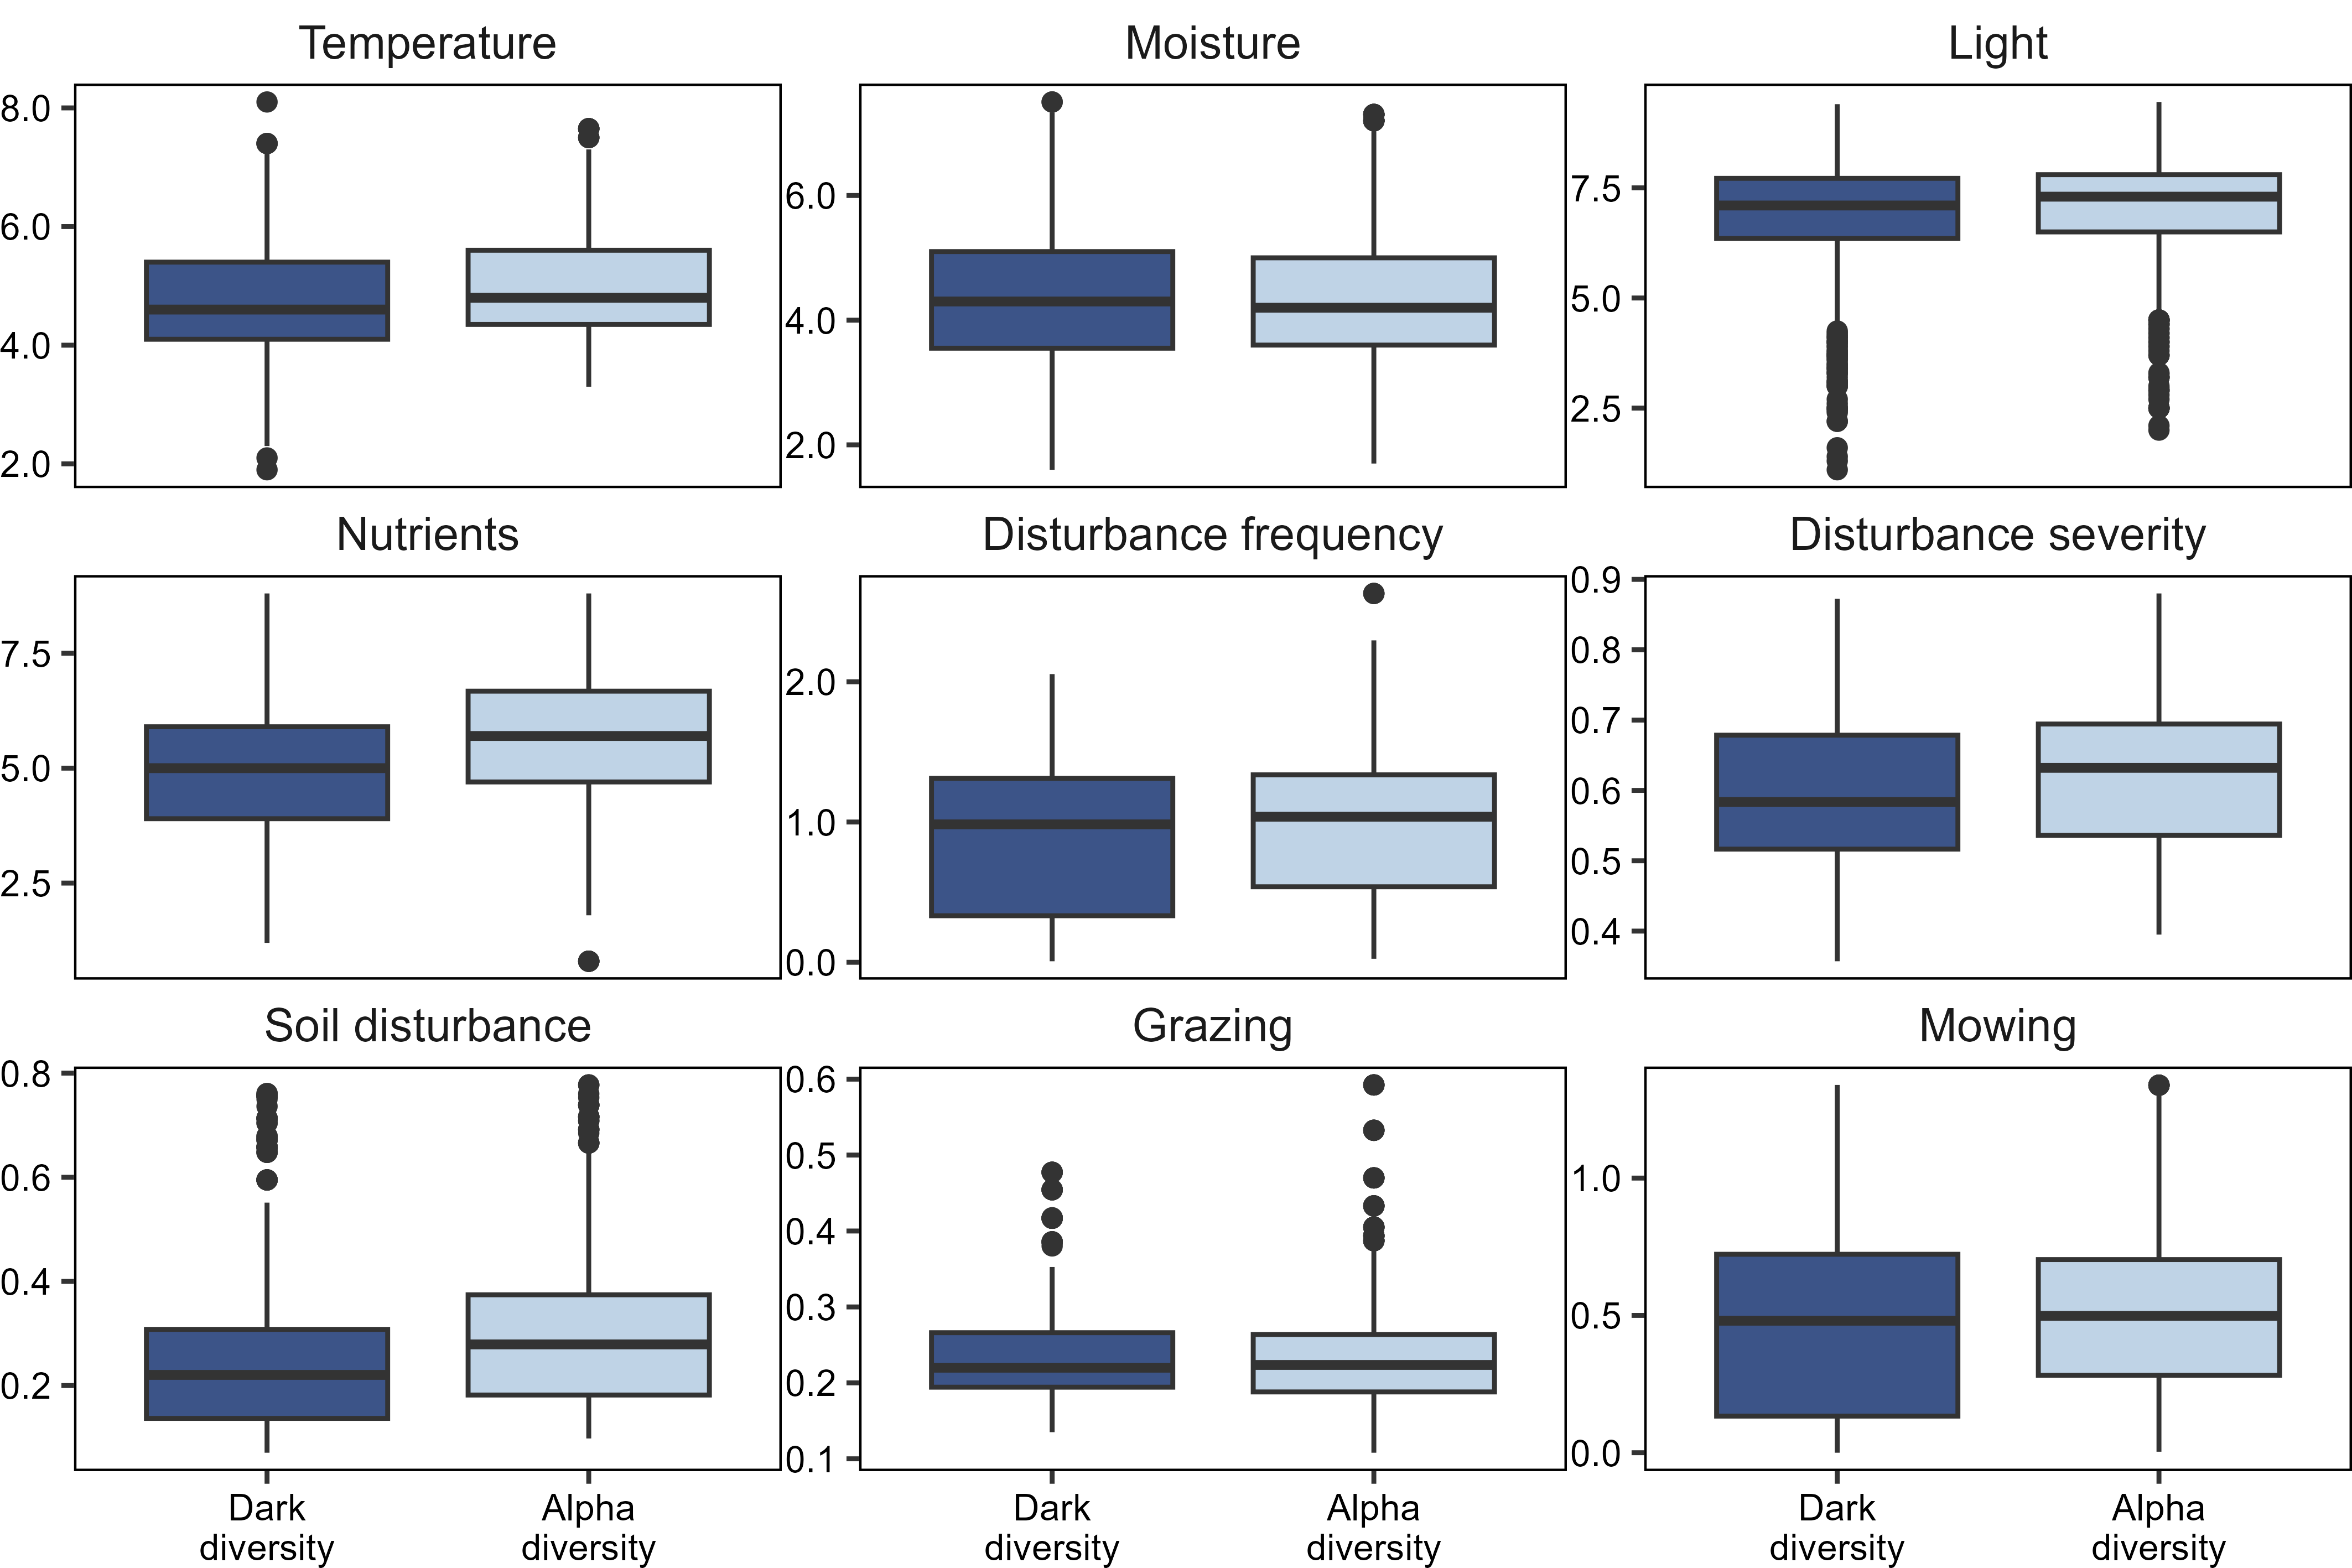 Temperature
Moisture
Light
8.0
6.0
4.0
2.0
6.0
4.0
2.0
7.5
5.0
2.5
Nutrients
Disturbance frequency
Disturbance severity
7.5
5.0
2.5
2.0
1.0
0.0
0.9
0.8
0.7
0.6
0.5
0.4
Soil disturbance
Grazing
Mowing
0.8
0.6
0.4
0.2
0.6
0.5
0.4
0.3
0.2
0.1
1.0
0.5
0.0
Dark
diversity
Alpha
diversity
Dark
diversity
Alpha
diversity
Dark
diversity
Alpha
diversity